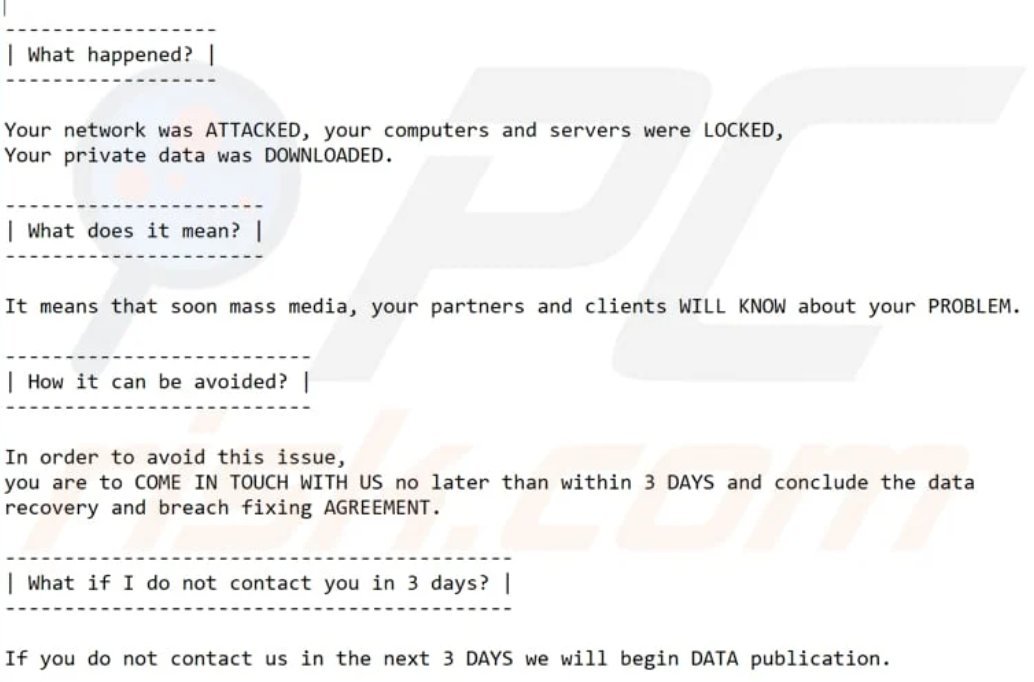 ------------------
| What happened? |
------------------
Your network was ATTACKED, your computers and servers were LOCKED,
Your private data was DOWNLOADED.
----------------------
| What does it mean? |
----------------------
It means that soon mass media, your partners and clients WILL KNOW about your PROBLEM.
--------------------------
| How it can be avoided? |
--------------------------
In order to avoid this issue,
you are to COME IN TOUCH WITH US no later than within 3 DAYS and conclude the data
recovery and breach fixing AGREEMENT.
-------------------------------------------
| What if I do not contact you in 3 days? |
-------------------------------------------
If you do not contact us in the next 3 DAYS we will begin DATA publication.
PC
risk.com